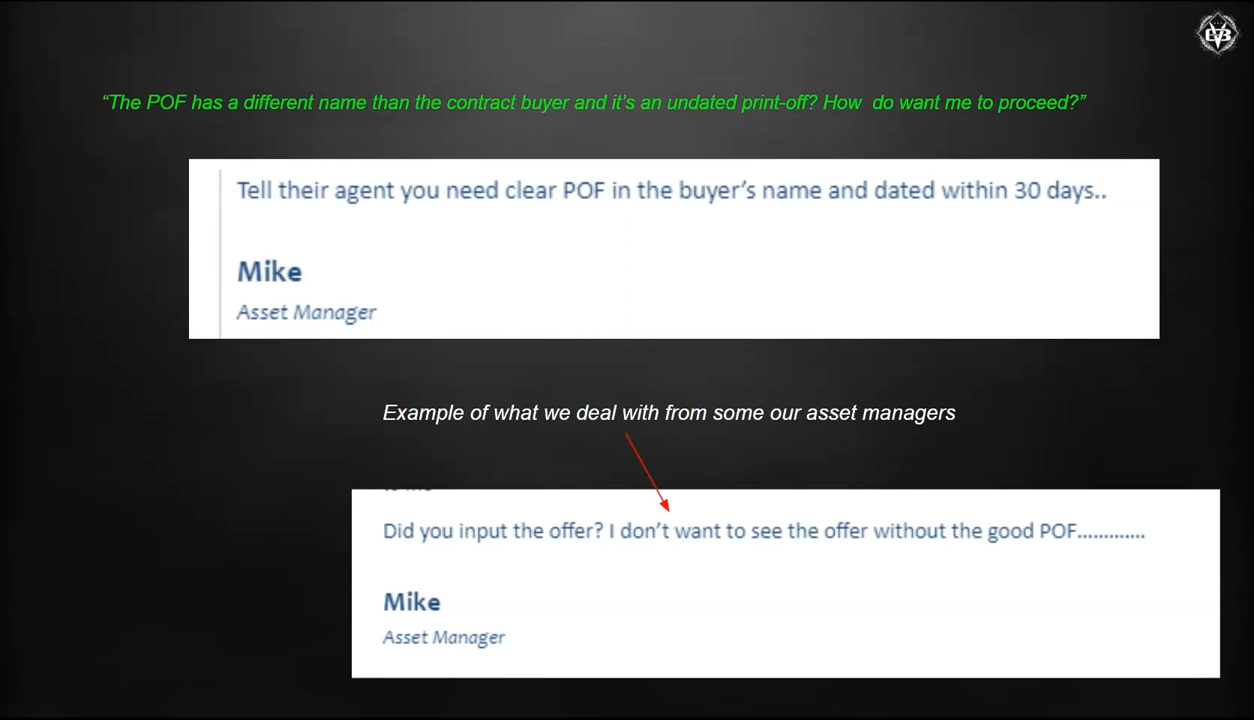 “The POF has a different name than the contract buyer and it’s an undated print-off? How  do want me to proceed?”
Tell their agent you need clear POF in the buyer’s name and dated within 30 days..
Mike
Asset Manager
Example of what we deal with from some our asset managers
Did you input the offer? I don’t want to see the offer without the good POF.............
Mike
Asset Manager